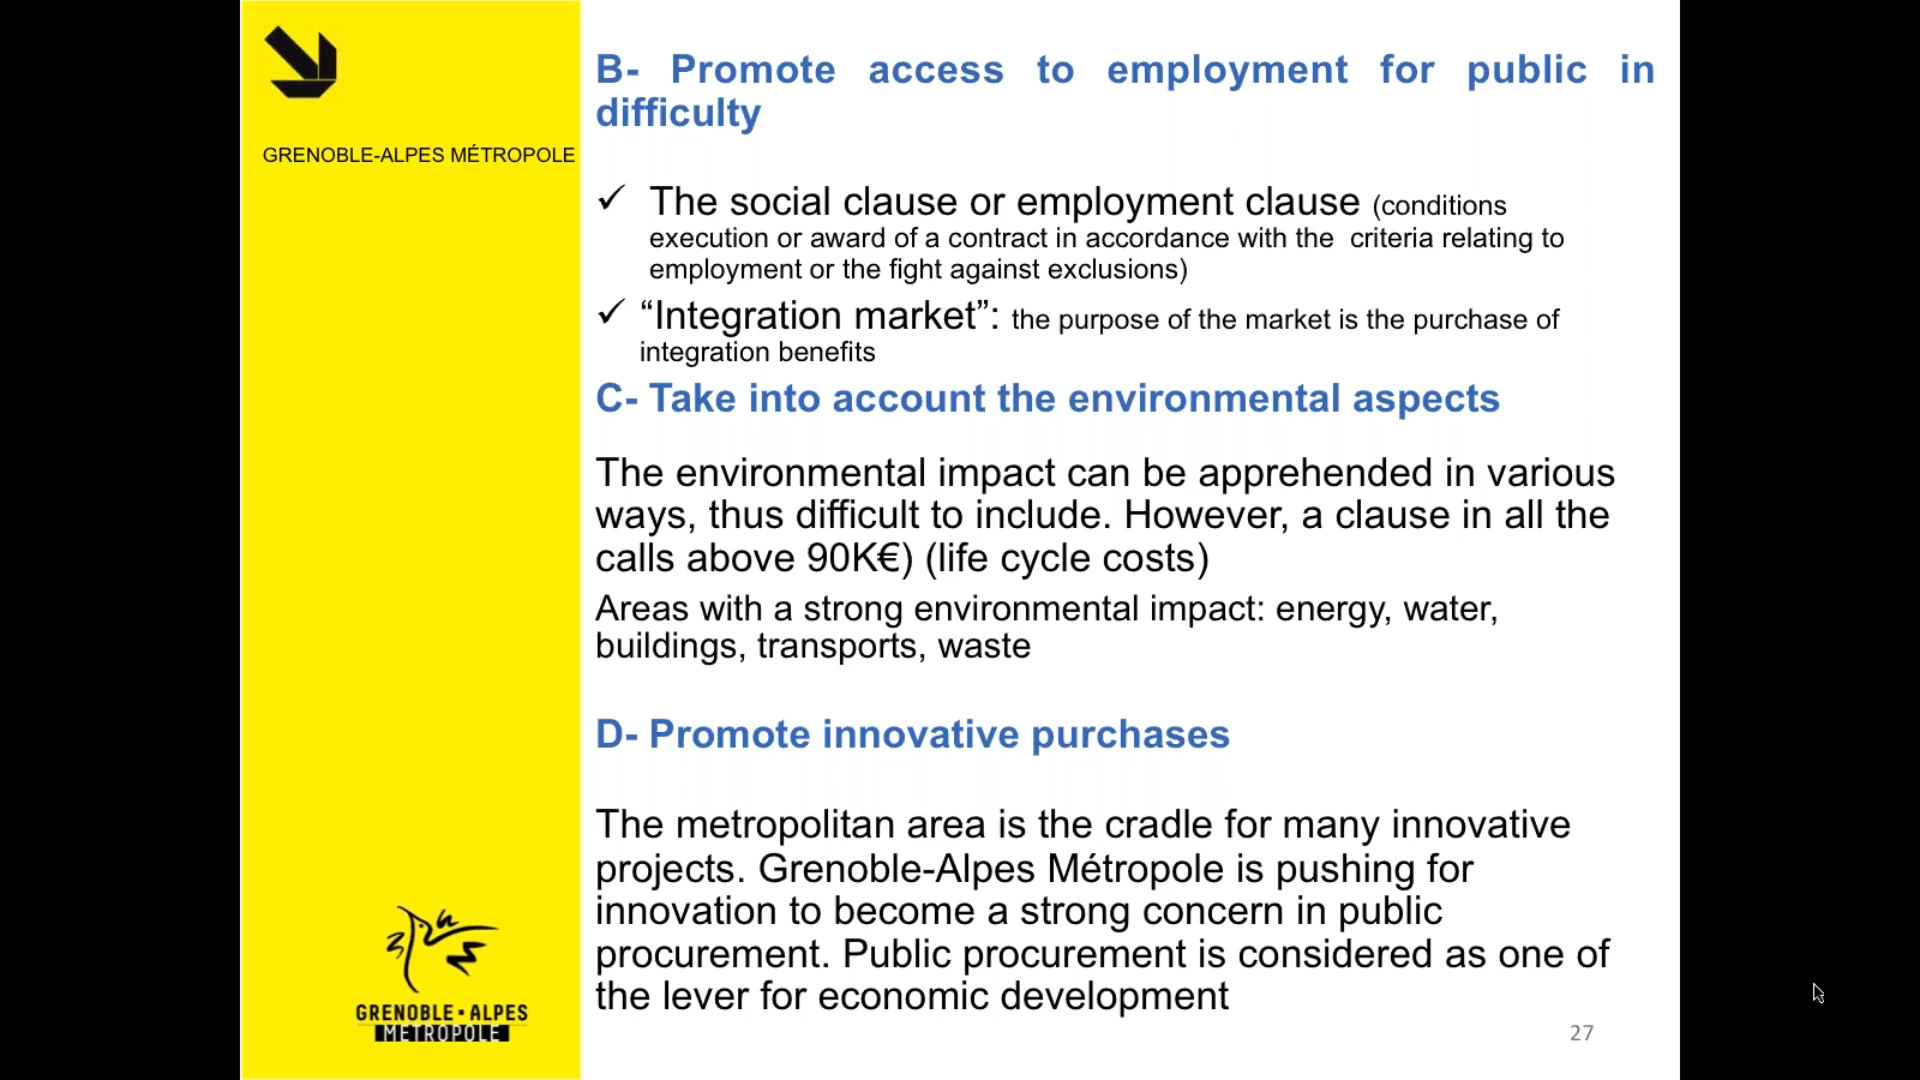 GRENOBLE-ALPES MÉTROPOLE
B- Promote access to employment for public in
difficulty
✓ The social clause or employment clause (conditions
execution or award of a contract in accordance with the criteria relating to
employment or the fight against exclusions)
✓ “Integration market”: the purpose of the market is the purchase of
integration benefits
C- Take into account the environmental aspects
The environmental impact can be apprehended in various
ways, thus difficult to include. However, a clause in all the
calls above 90K€) (life cycle costs)
Areas with a strong environmental impact: energy, water,
buildings, transports, waste
D- Promote innovative purchases
The metropolitan area is the cradle for many innovative
projects. Grenoble-Alpes Métropole is pushing for
innovation to become a strong concern in public
procurement. Public procurement is considered as one of
the lever for economic development
GRENOBLE·ALPES
METROPOLE
27